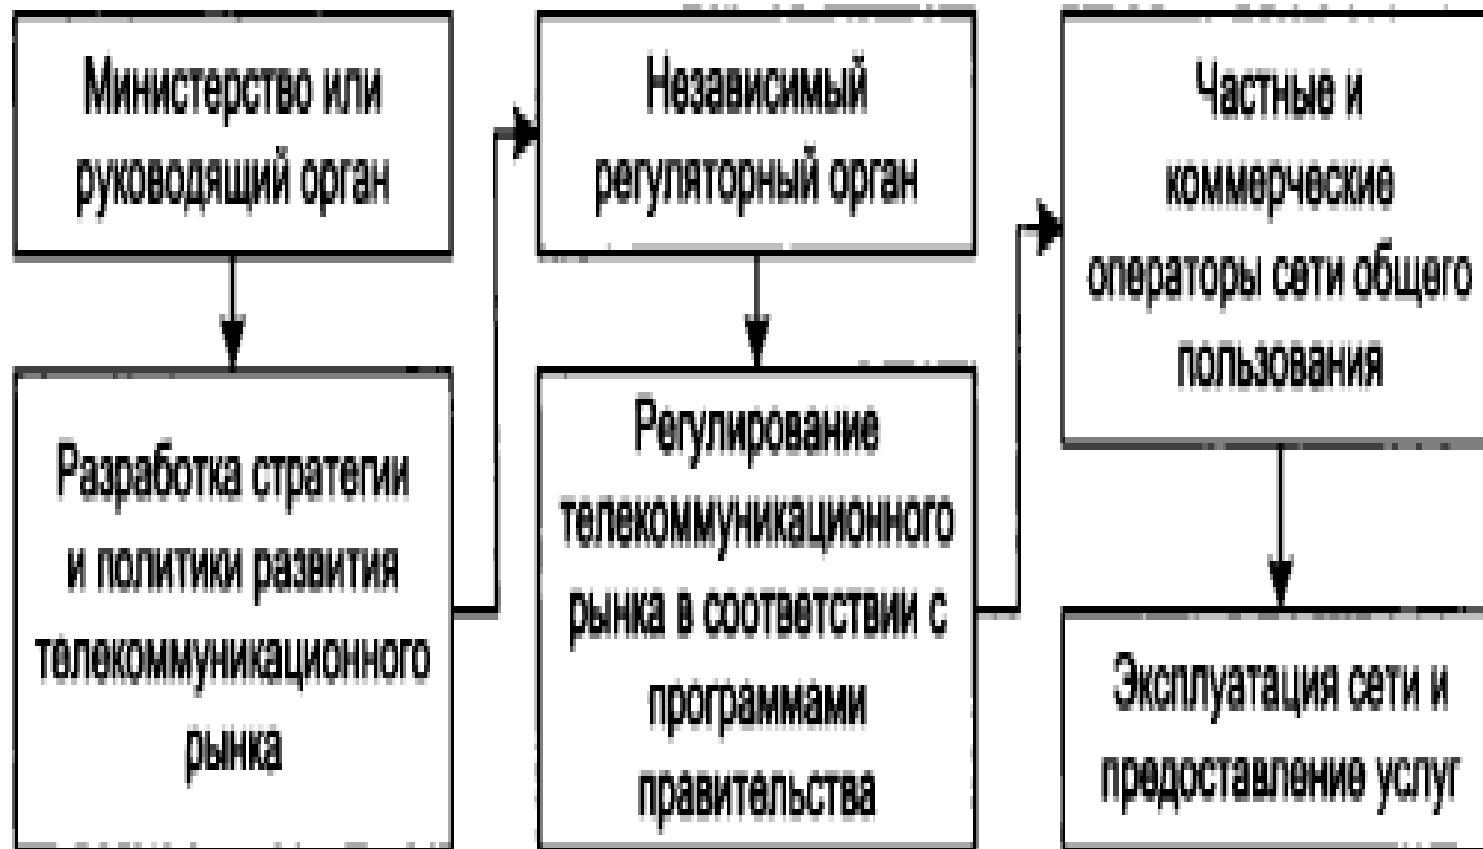 Министерство или
руководящий орган
Разработка стратегии
и политики развития
телекоммуникационного
рынка
Независимый
регуляторный орган
Регулирование
телекоммуникационного
рынка в соответствии с
программами
правительства
Частные и
коммерческие
операторы сети общего
пользования
Эксплуатация сети и
предоставление услуг